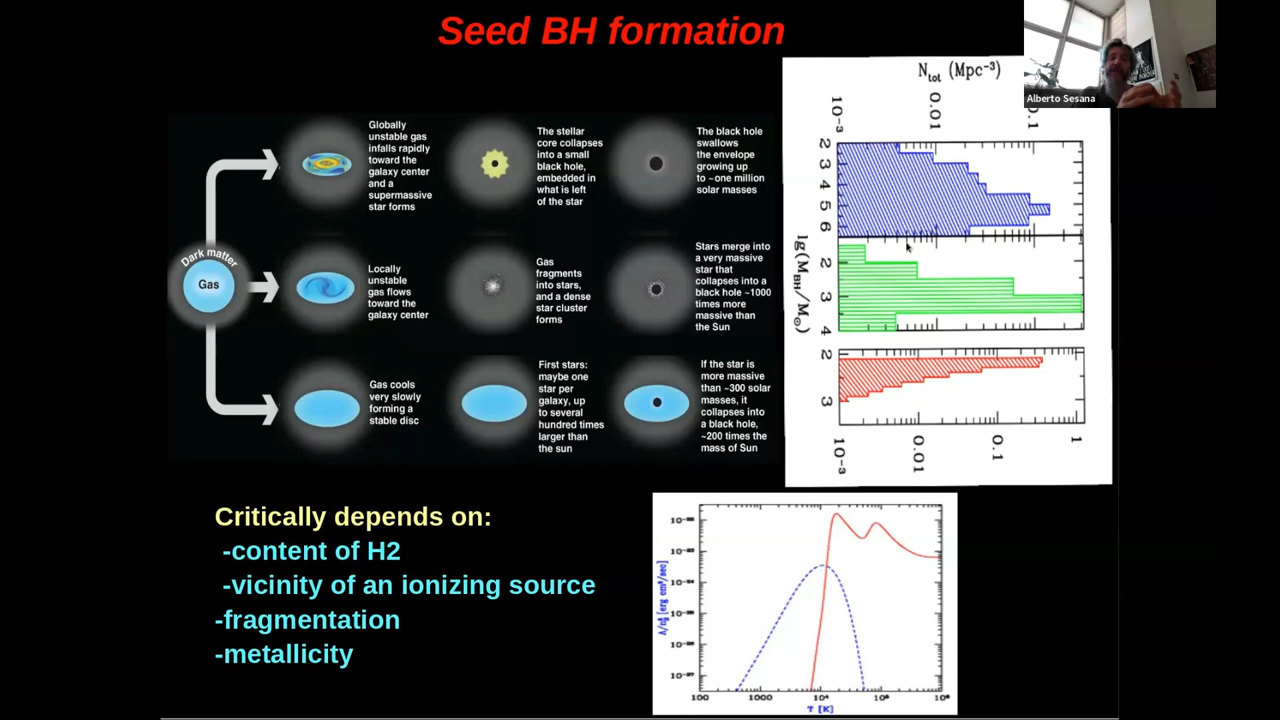 Seed BH formation
Alberto Sesana
Globally
unstable gas
infalls rapidly
toward the
galaxy center
and a
supermassive
star forms
The stellar
core collapses
into a small
black hole,
embedded in
what is left
of the star
The black hole
swallows
the envelope
growing up
to ~one million
solar masses
Dark matter
Gas
Locally
unstable
gas flows
toward the
galaxy center
Gas
fragments
into stars,
and a dense
star cluster
forms
Stars merge into
a very massive
star that
collapses into a
black hole ~1000
times more
massive than
the Sun
Gas cools
very slowly
forming a
stable disc
First stars:
maybe one
star per
galaxy, up
to several
hundred times
larger than
the sun
If the star is
more massive
than ~300 solar
masses, it
collapses into
a black hole,
~200 times the
mass of Sun
Ntot (Mpc-3)
10-3 0.01 0.1
2 3 4 5 6
2 3 4
2 3
lg(MBH/M⊙)
10-3 0.01 0.1 1
Critically depends on:
-content of H2
-vicinity of an ionizing source
-fragmentation
-metallicity
100 1000 10⁴ 10⁵ 10⁶
T [K]